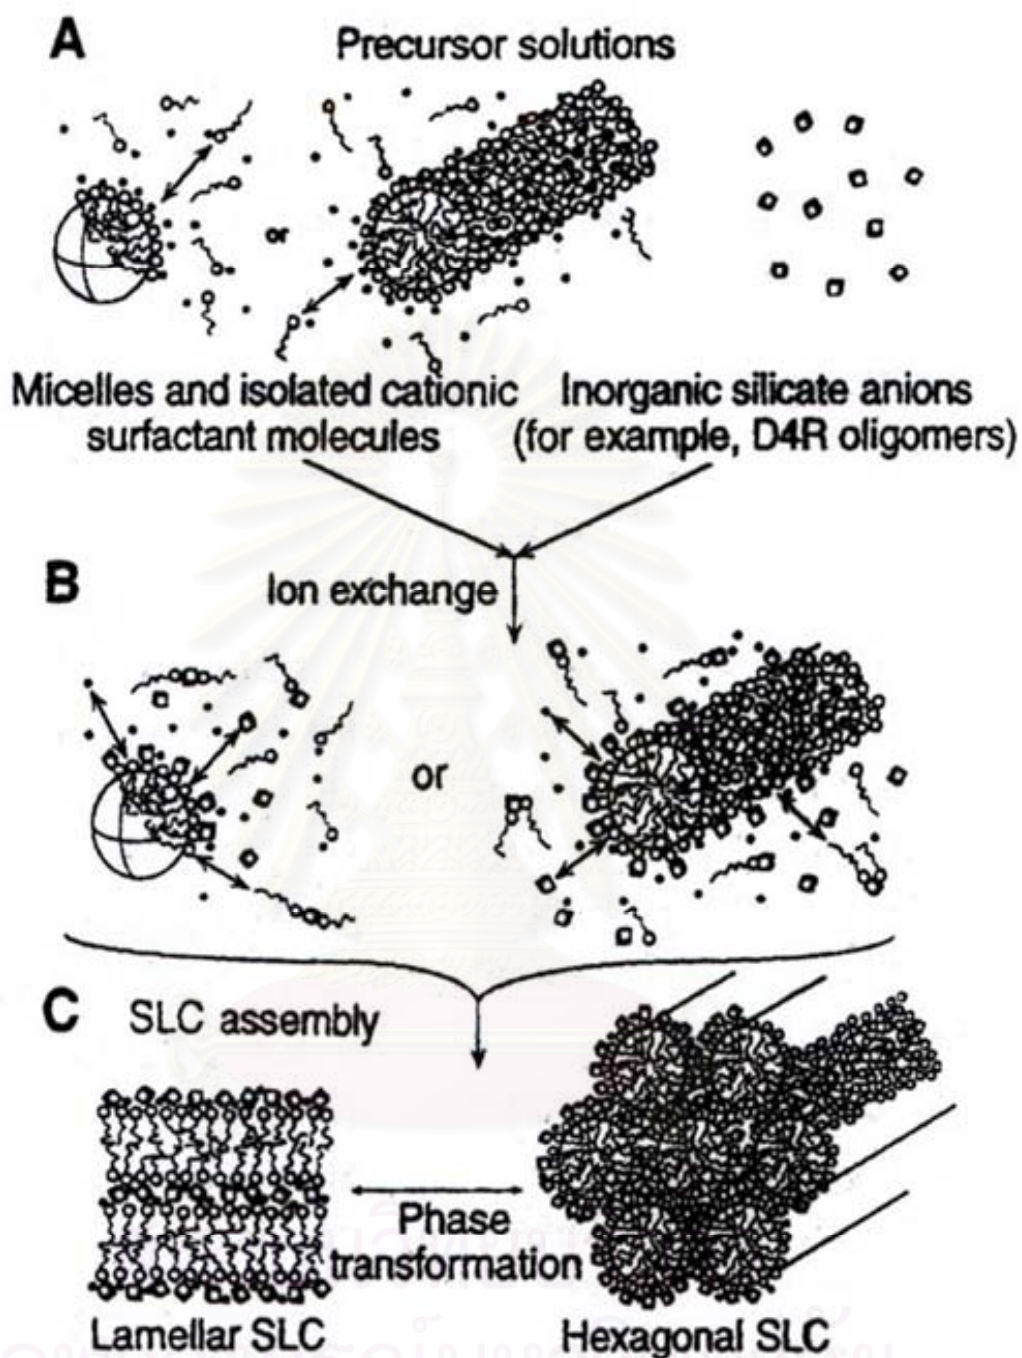 A
Precursor solutions
or
Micelles and isolated cationic
surfactant molecules
Inorganic silicate anions
(for example, D4R oligomers)
B
Ion exchange
or
C
SLC assembly
Phase
transformation
Lamellar SLC
Hexagonal SLC